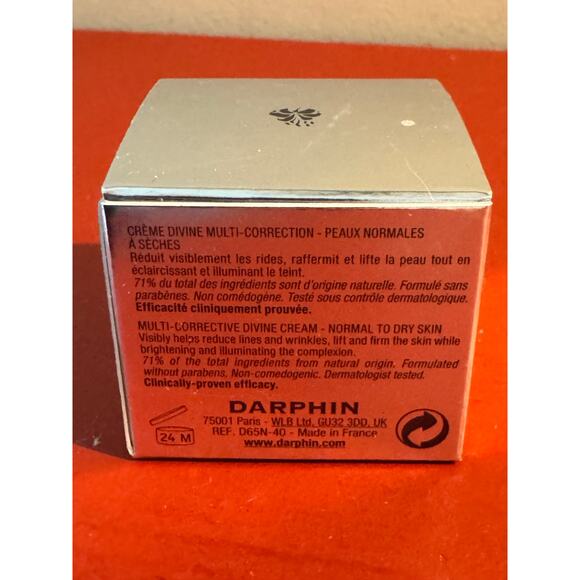 CRÈME DIVINE MULTI-CORRECTION - PEAUX NORMALES
À SÈCHES
Réduit visiblement les rides, raffermit et lifte la peau tout en
éclaircissant et illuminant le teint.
71% du total des ingrédients sont d'origine naturelle. Formulé sans
parabènes. Non comédogène. Testé sous contrôle dermatologique.
Efficacité cliniquement prouvée.
MULTI-CORRECTIVE DIVINE CREAM - NORMAL TO DRY SKIN
Visibly helps reduce lines and wrinkles, lift and firm the skin while
brightening and illuminating the complexion.
71% of the total ingredients from natural origin. Formulated
without parabens, Non-comedogenic. Dermatologist tested.
Clinically-proven efficacy.
DARPHIN
75001 Paris - WLB Ltd, GU32 3DD, UK
REF. D65N-40 - Made in France
www.darphin.com
24 M